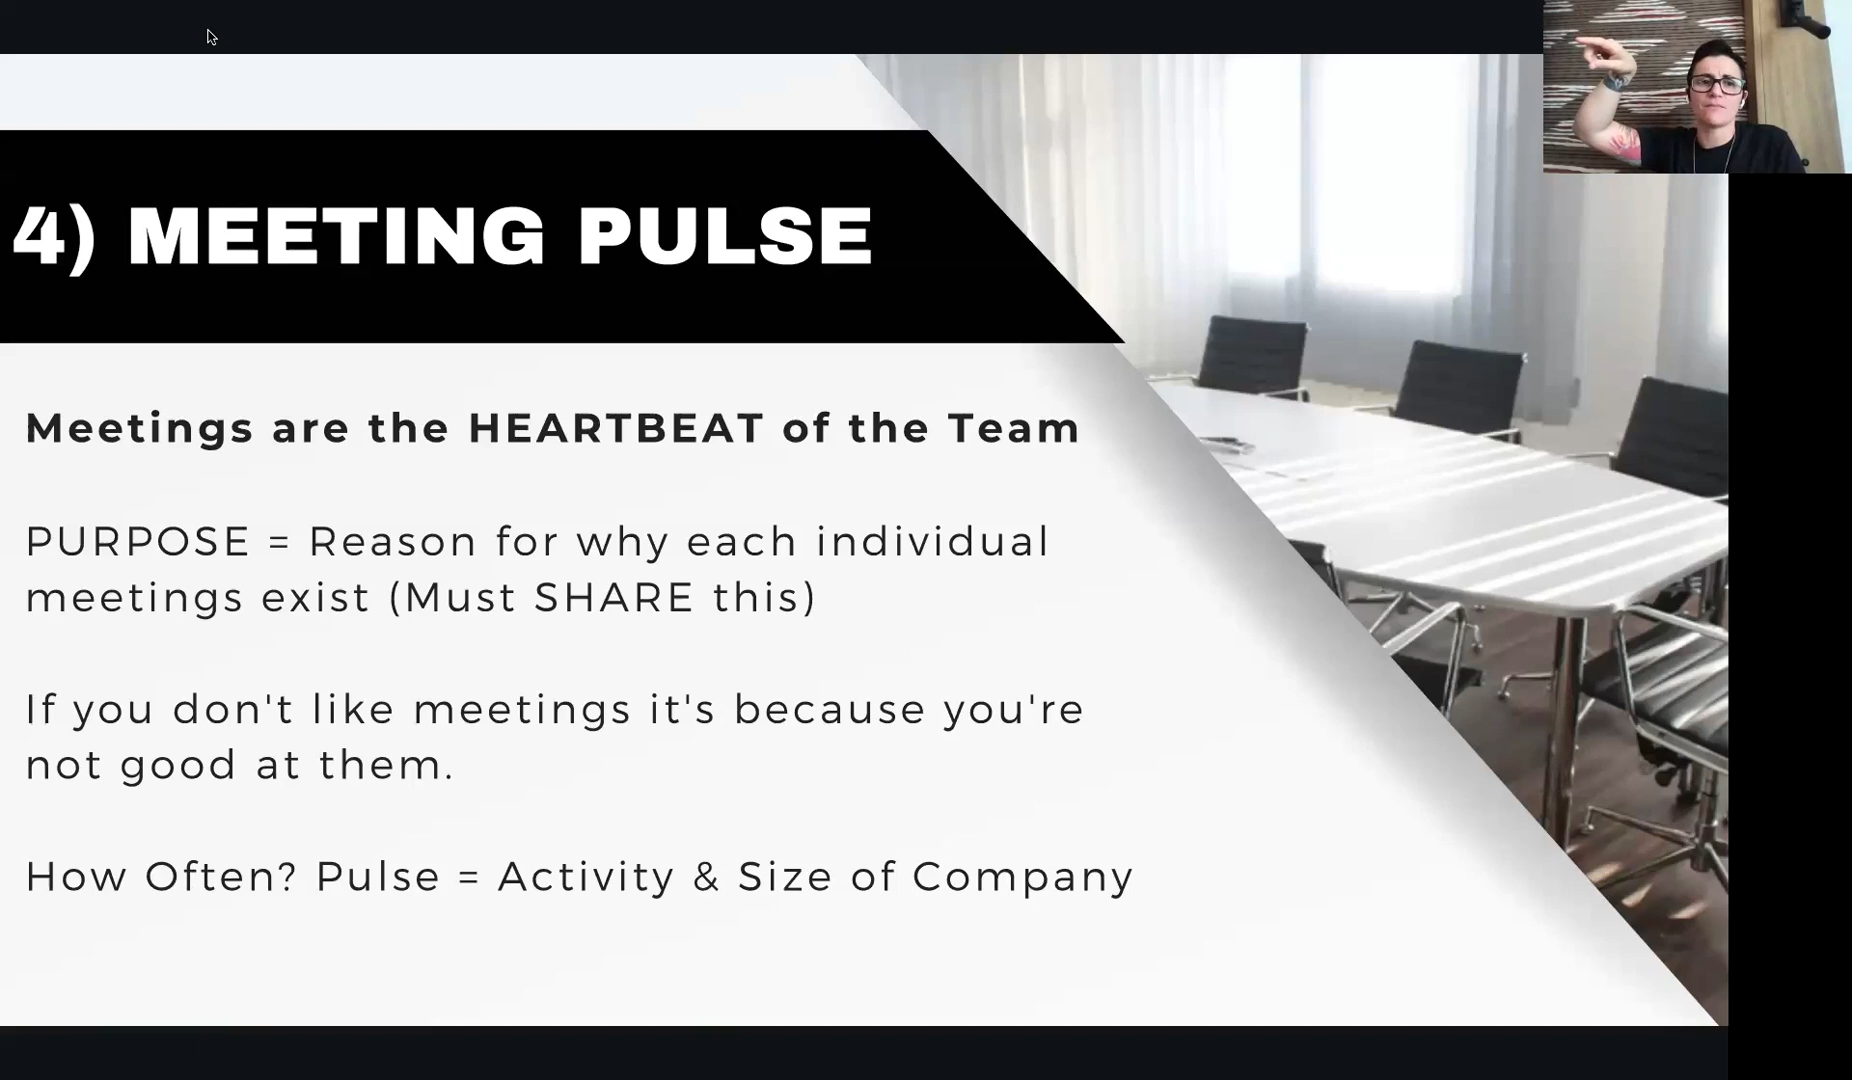 4) MEETING PULSE
Meetings are the HEARTBEAT of the Team
PURPOSE = Reason for why each individual
meetings exist (Must SHARE this)
If you don't like meetings it's because you're
not good at them.
How Often? Pulse = Activity & Size of Company